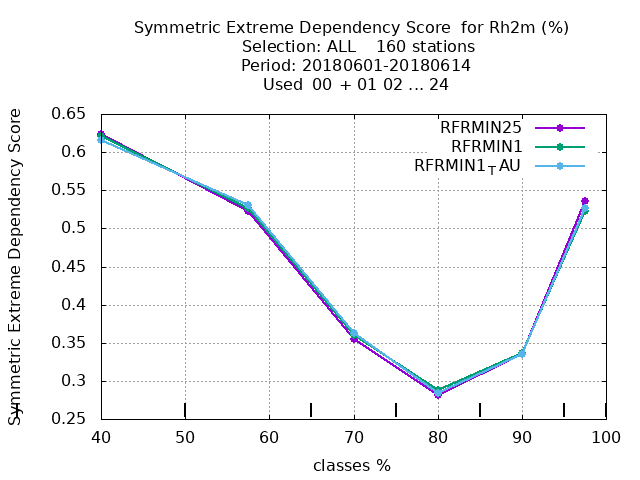 Symmetric Extreme Dependency Score for Rh2m (%)
Selection: ALL 160 stations
Period: 20180601-20180614
Used 00 + 01 02 ... 24
Symmetric Extreme Dependency Score
0.65
0.6
0.55
0.5
0.45
0.4
0.35
0.3
0.25
RFRMIN25
RFRMIN1
RFRMIN1TAU
40 50 60 70 80 90 100
classes %